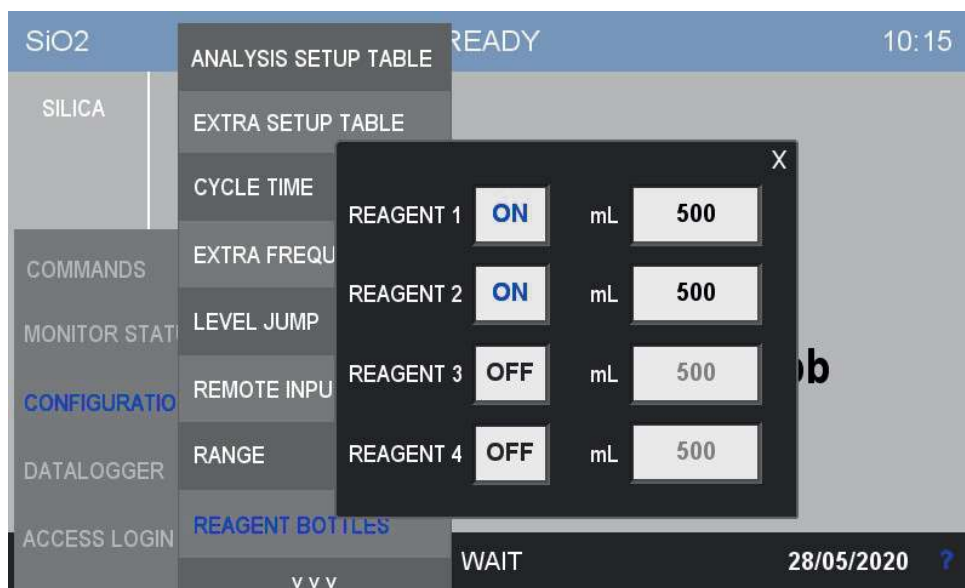 SiO2
READY
10:15
SILICA
COMMANDS
MONITOR STAT
CONFIGURATIO
DATALOGGER
ACCESS LOGIN
ANALYSIS SETUP TABLE
EXTRA SETUP TABLE
CYCLE TIME
EXTRA FREQU
LEVEL JUMP
REMOTE INPU
RANGE
REAGENT BOTTLES
v v v
X
REAGENT 1 ON mL 500
REAGENT 2 ON mL 500
REAGENT 3 OFF mL 500
REAGENT 4 OFF mL 500
b
WAIT
28/05/2020 ?